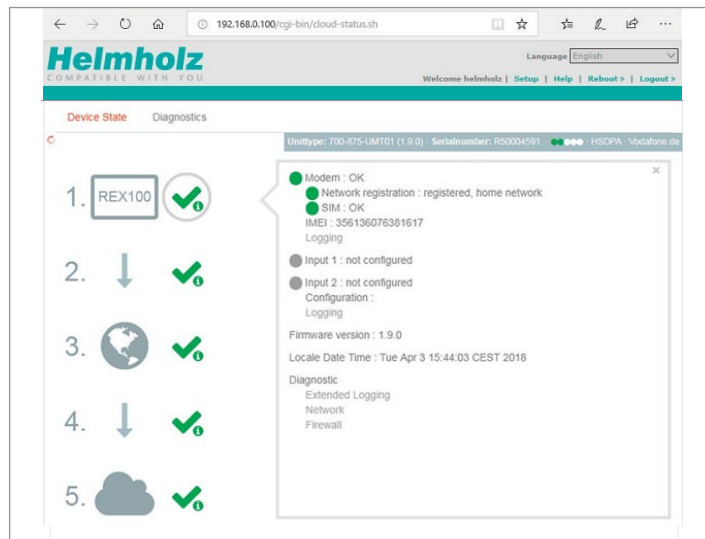 192.168.0.100/cgi-bin/cloud-status.sh
Helmholz
COMPATIBLE WITH YOU
Language English
Welcome helmholz | Setup | Help | Reboot » | Logout »
Device State Diagnostics
Unittype: 700-875-UMT01 (1.9.0) · Serialnumber: R50004591 · HSDPA · Vodafone.de
1. REX100
2.
3.
4.
5.
Modem : OK
Network registration : registered, home network
SIM : OK
IMEI : 356136076381617
Logging
Input 1 : not configured
Input 2 : not configured
Configuration :
Logging
Firmware version : 1.9.0
Locale Date Time : Tue Apr 3 15:44:03 CEST 2018
Diagnostic
Extended Logging
Network
Firewall